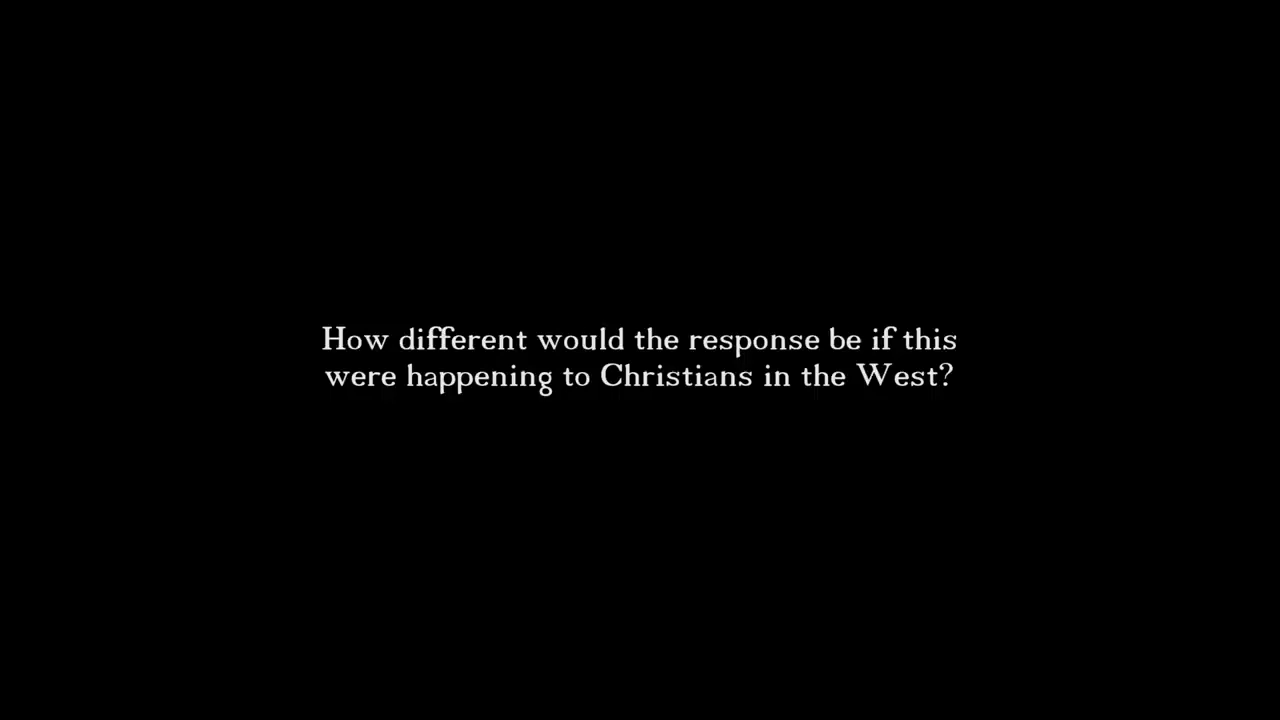 How different would the response be if this
were happening to Christians in the West?